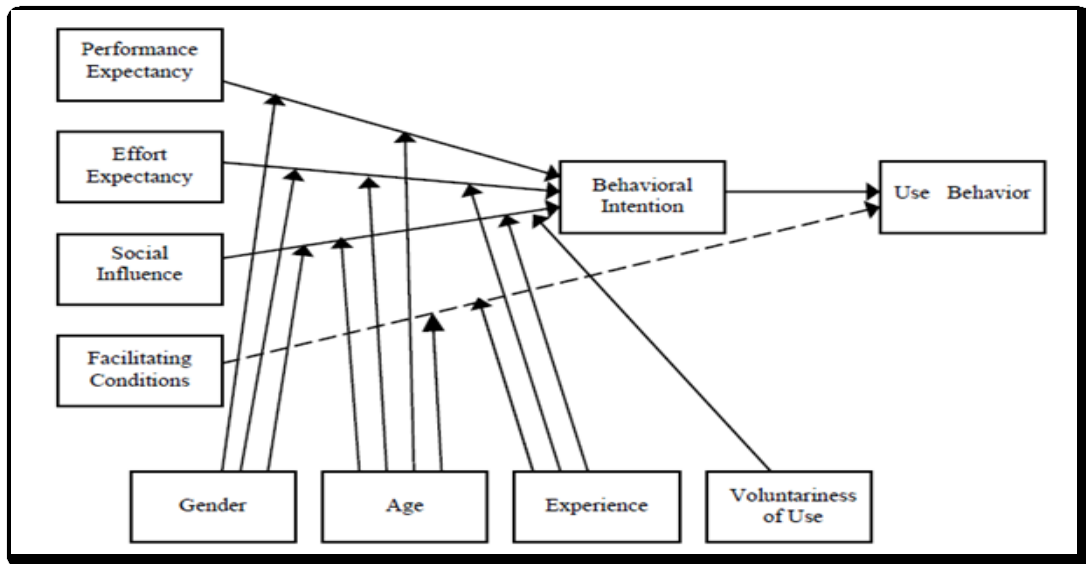 Performance
Expectancy
Effort
Expectancy
Social
Influence
Facilitating
Conditions
Behavioral
Intention
Use Behavior
Gender
Age
Experience
Voluntariness
of Use